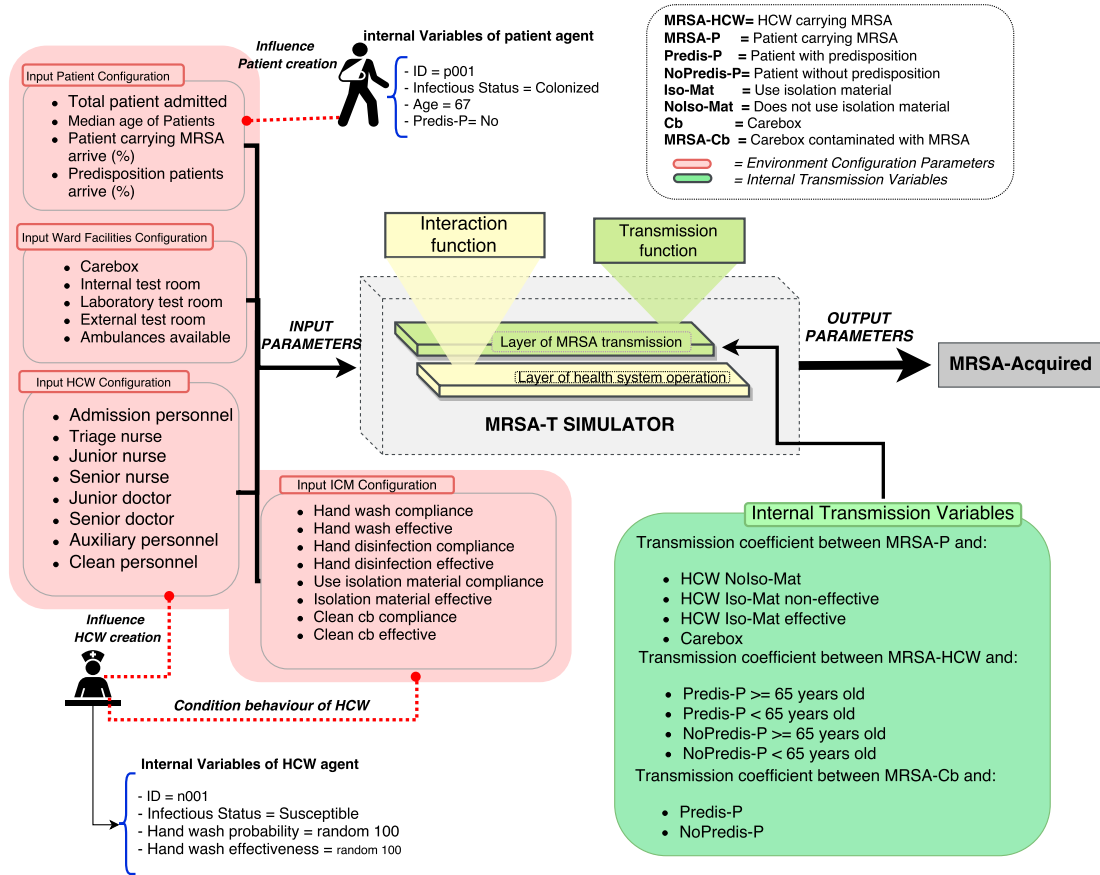 Influence
Patient creation
internal Variables of patient agent
- ID = p001
- Infectious Status = Colonized
- Age = 67
- Predis-P= No
MRSA-HCW= HCW carrying MRSA
MRSA-P = Patient carrying MRSA
Predis-P = Patient with predisposition
NoPredis-P= Patient without predisposition
Iso-Mat = Use isolation material
NoIso-Mat = Does not use isolation material
Cb = Carebox
MRSA-Cb = Carebox contaminated with MRSA
= Environment Configuration Parameters
= Internal Transmission Variables
Input Patient Configuration
• Total patient admitted
• Median age of Patients
• Patient carrying MRSA
arrive (%)
• Predisposition patients
arrive (%)
Input Ward Facilities Configuration
• Carebox
• Internal test room
• Laboratory test room
• External test room
• Ambulances available
Input HCW Configuration
• Admission personnel
• Triage nurse
• Junior nurse
• Senior nurse
• Junior doctor
• Senior doctor
• Auxiliary personnel
• Clean personnel
Input ICM Configuration
• Hand wash compliance
• Hand wash effective
• Hand disinfection compliance
• Hand disinfection effective
• Use isolation material compliance
• Isolation material effective
• Clean cb compliance
• Clean cb effective
INPUT
PARAMETERS
Interaction
function
Transmission
function
Layer of MRSA transmission
Layer of health system operation
MRSA-T SIMULATOR
OUTPUT
PARAMETERS
MRSA-Acquired
Internal Transmission Variables
Transmission coefficient between MRSA-P and:
• HCW NoIso-Mat
• HCW Iso-Mat non-effective
• HCW Iso-Mat effective
• Carebox
Transmission coefficient between MRSA-HCW and:
• Predis-P >= 65 years old
• Predis-P < 65 years old
• NoPredis-P >= 65 years old
• NoPredis-P < 65 years old
Transmission coefficient between MRSA-Cb and:
• Predis-P
• NoPredis-P
Influence
HCW creation
Condition behaviour of HCW
Internal Variables of HCW agent
- ID = n001
- Infectious Status = Susceptible
- Hand wash probability = random 100
- Hand wash effectiveness = random 100